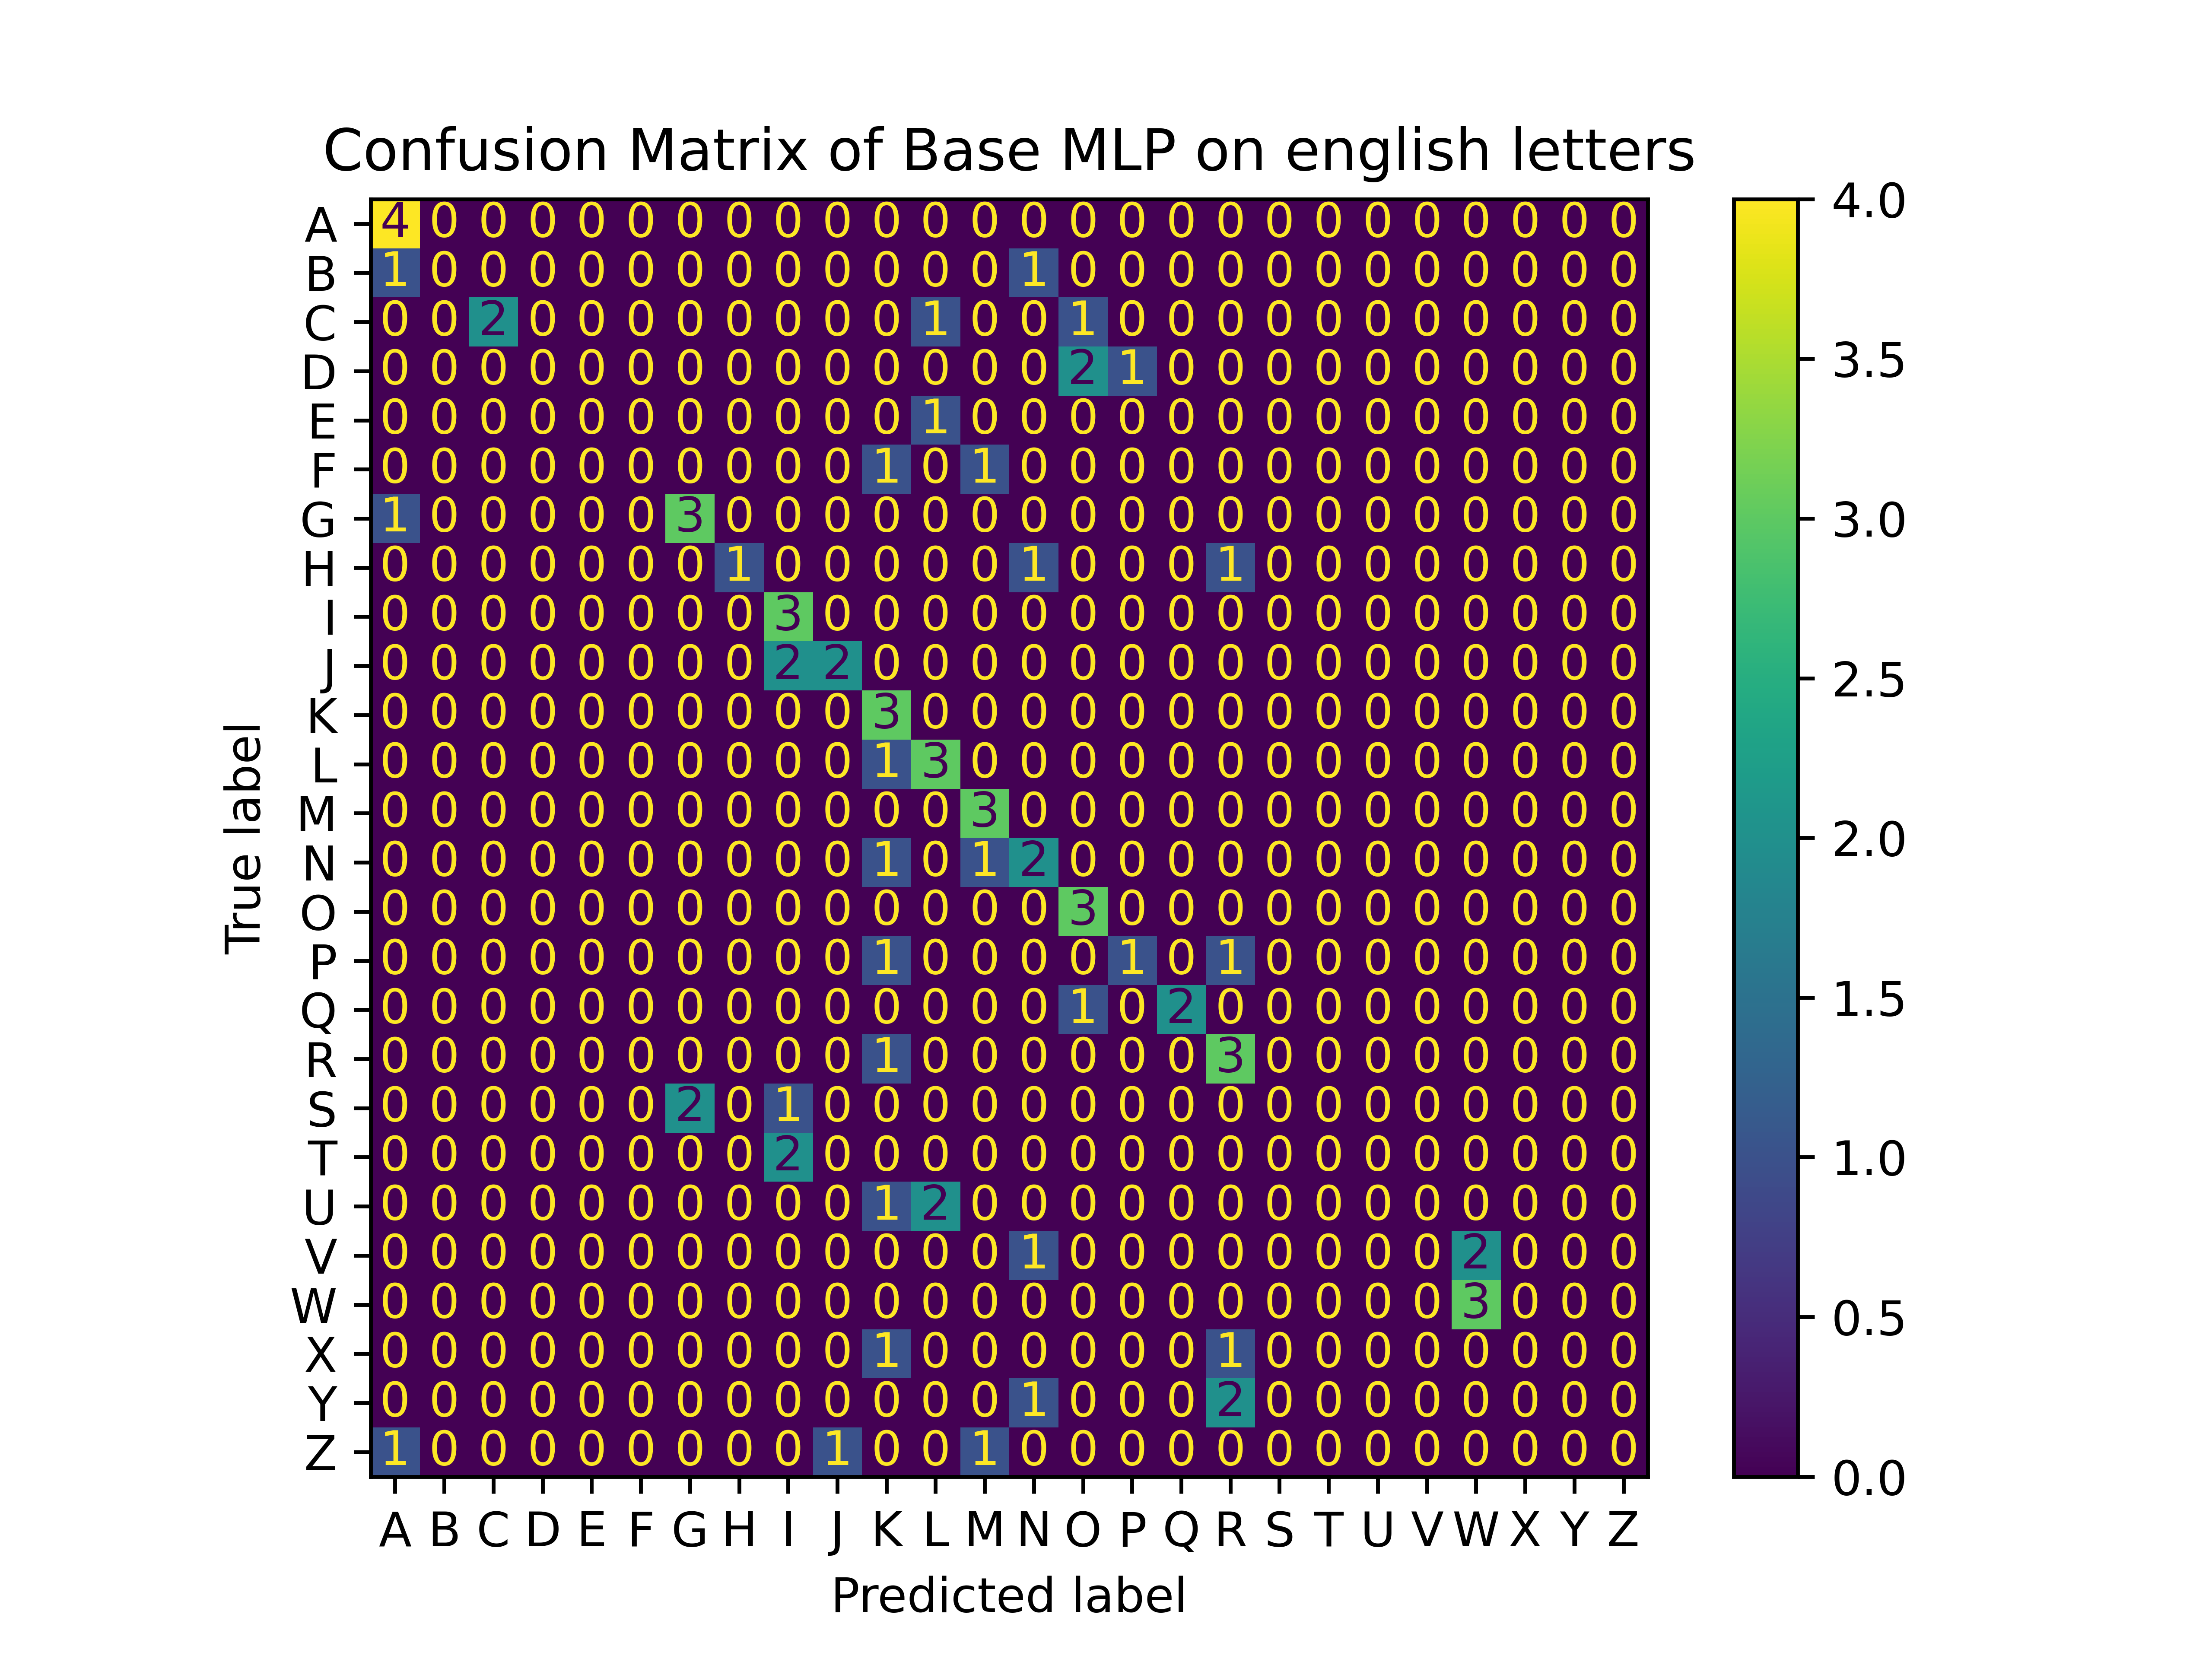 Confusion Matrix of Base MLP on english letters
A 4 0 0 0 0 0 0 0 0 0 0 0 0 0 0 0 0 0 0 0 0 0 0 0 0 0
B 1 0 0 0 0 0 0 0 0 0 0 0 0 1 0 0 0 0 0 0 0 0 0 0 0 0
C 0 0 2 0 0 0 0 0 0 0 0 1 0 0 1 0 0 0 0 0 0 0 0 0 0 0
D 0 0 0 0 0 0 0 0 0 0 0 0 0 0 2 1 0 0 0 0 0 0 0 0 0 0
E 0 0 0 0 0 0 0 0 0 0 0 1 0 0 0 0 0 0 0 0 0 0 0 0 0 0
F 0 0 0 0 0 0 0 0 0 0 1 0 1 0 0 0 0 0 0 0 0 0 0 0 0 0
G 1 0 0 0 0 0 3 0 0 0 0 0 0 0 0 0 0 0 0 0 0 0 0 0 0 0
H 0 0 0 0 0 0 0 1 0 0 0 0 0 1 0 0 0 1 0 0 0 0 0 0 0 0
I 0 0 0 0 0 0 0 0 3 0 0 0 0 0 0 0 0 0 0 0 0 0 0 0 0 0
J 0 0 0 0 0 0 0 0 2 2 0 0 0 0 0 0 0 0 0 0 0 0 0 0 0 0
K 0 0 0 0 0 0 0 0 0 0 3 0 0 0 0 0 0 0 0 0 0 0 0 0 0 0
L 0 0 0 0 0 0 0 0 0 0 1 3 0 0 0 0 0 0 0 0 0 0 0 0 0 0
M 0 0 0 0 0 0 0 0 0 0 0 0 3 0 0 0 0 0 0 0 0 0 0 0 0 0
N 0 0 0 0 0 0 0 0 0 0 1 0 1 2 0 0 0 0 0 0 0 0 0 0 0 0
O 0 0 0 0 0 0 0 0 0 0 0 0 0 0 3 0 0 0 0 0 0 0 0 0 0 0
P 0 0 0 0 0 0 0 0 0 0 1 0 0 0 0 1 0 1 0 0 0 0 0 0 0 0
Q 0 0 0 0 0 0 0 0 0 0 0 0 0 0 1 0 2 0 0 0 0 0 0 0 0 0
R 0 0 0 0 0 0 0 0 0 0 1 0 0 0 0 0 0 3 0 0 0 0 0 0 0 0
S 0 0 0 0 0 0 2 0 1 0 0 0 0 0 0 0 0 0 0 0 0 0 0 0 0 0
T 0 0 0 0 0 0 0 0 2 0 0 0 0 0 0 0 0 0 0 0 0 0 0 0 0 0
U 0 0 0 0 0 0 0 0 0 0 1 2 0 0 0 0 0 0 0 0 0 0 0 0 0 0
V 0 0 0 0 0 0 0 0 0 0 0 0 0 1 0 0 0 0 0 0 0 0 2 0 0 0
W 0 0 0 0 0 0 0 0 0 0 0 0 0 0 0 0 0 0 0 0 0 0 3 0 0 0
X 0 0 0 0 0 0 0 0 0 0 1 0 0 0 0 0 0 1 0 0 0 0 0 0 0 0
Y 0 0 0 0 0 0 0 0 0 0 0 0 0 1 0 0 0 2 0 0 0 0 0 0 0 0
Z 1 0 0 0 0 0 0 0 0 1 0 0 1 0 0 0 0 0 0 0 0 0 0 0 0 0
A B C D E F G H I J K L M N O P Q R S T U V W X Y Z
Predicted label
True label
4.0
3.5
3.0
2.5
2.0
1.5
1.0
0.5
0.0